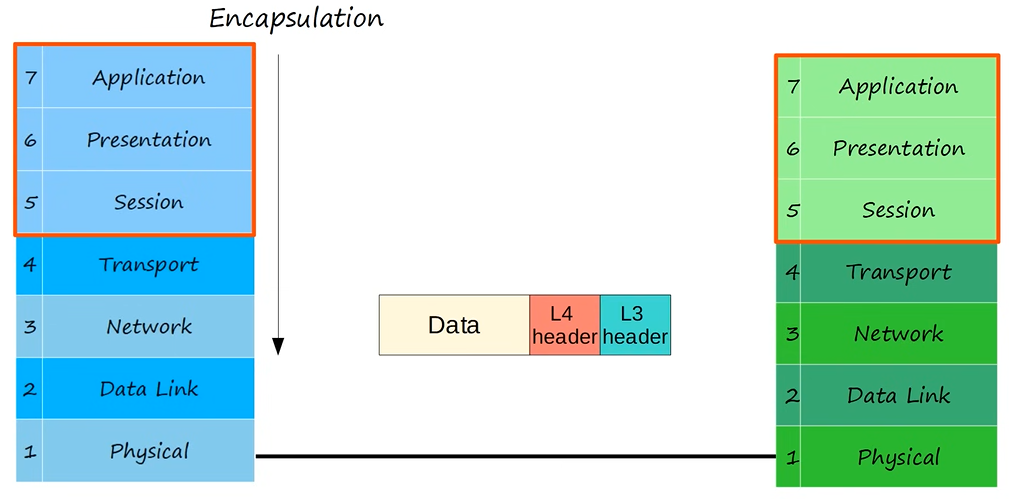 Encapsulation
7 Application
6 Presentation
5 Session
4 Transport
3 Network
2 Data Link
1 Physical
Data
L4
header
L3
header
7 Application
6 Presentation
5 Session
4 Transport
3 Network
2 Data Link
1 Physical